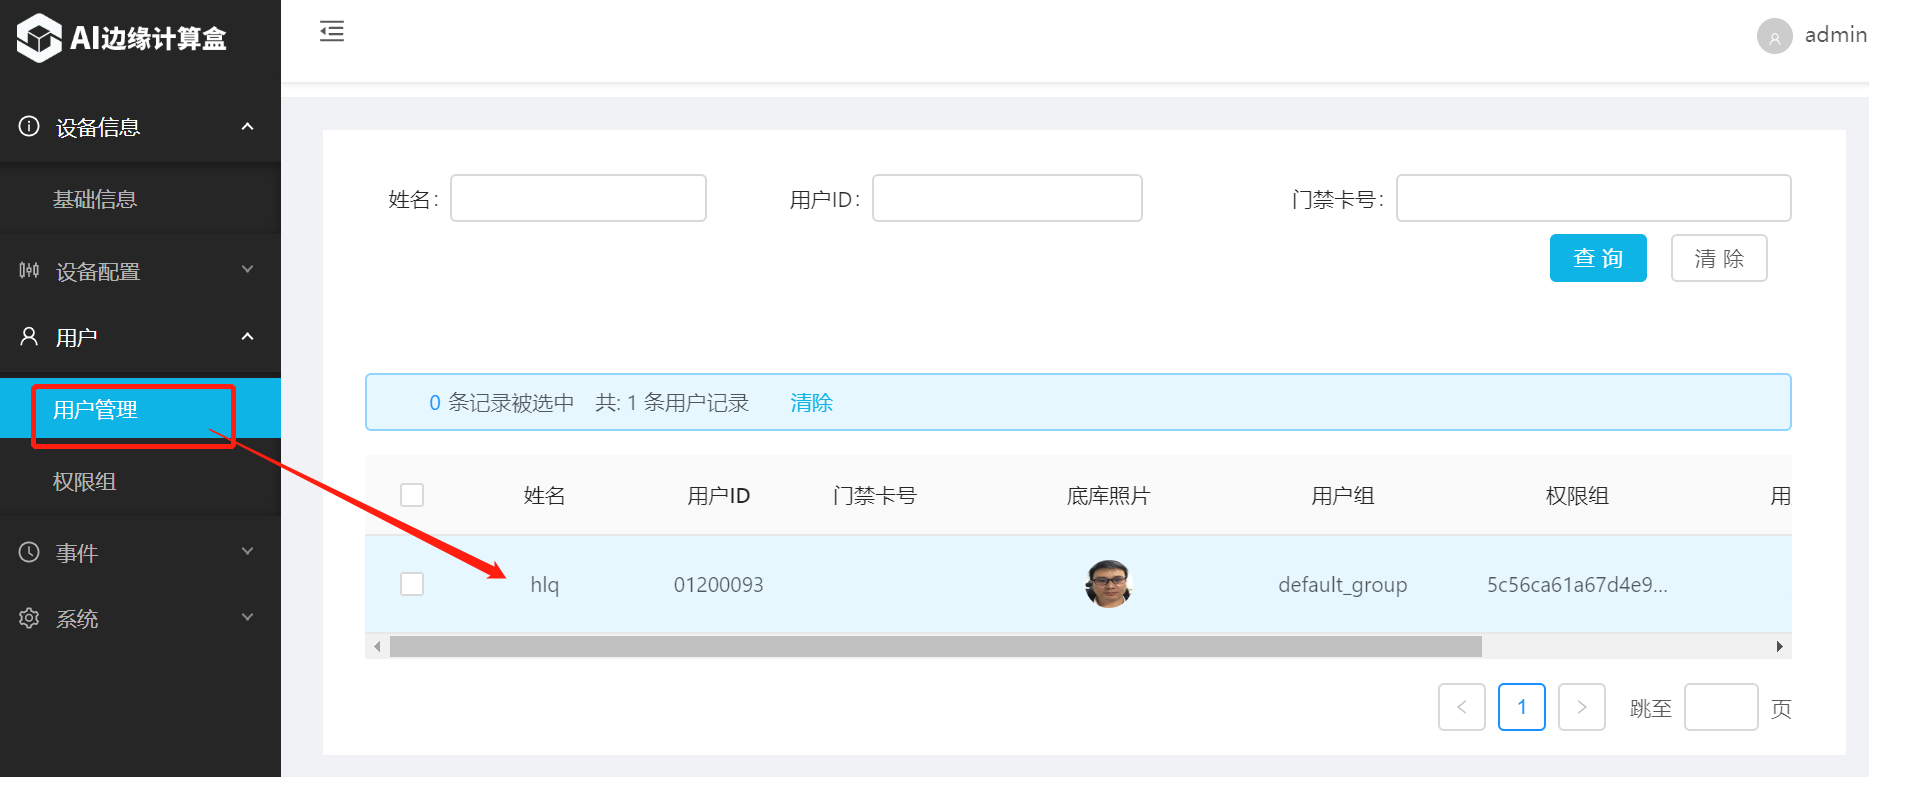 AI边缘计算盒
admin
设备信息
基础信息
设备配置
用户
用户管理
权限组
事件
系统
姓名: 用户ID: 门禁卡号:
查 询 清 除
0 条记录被选中 共: 1 条用户记录 清除
姓名 用户ID 门禁卡号 底库照片 用户组 权限组 用
hlq 01200093 default_group 5c56ca61a67d4e9...
< 1 > 跳至 页